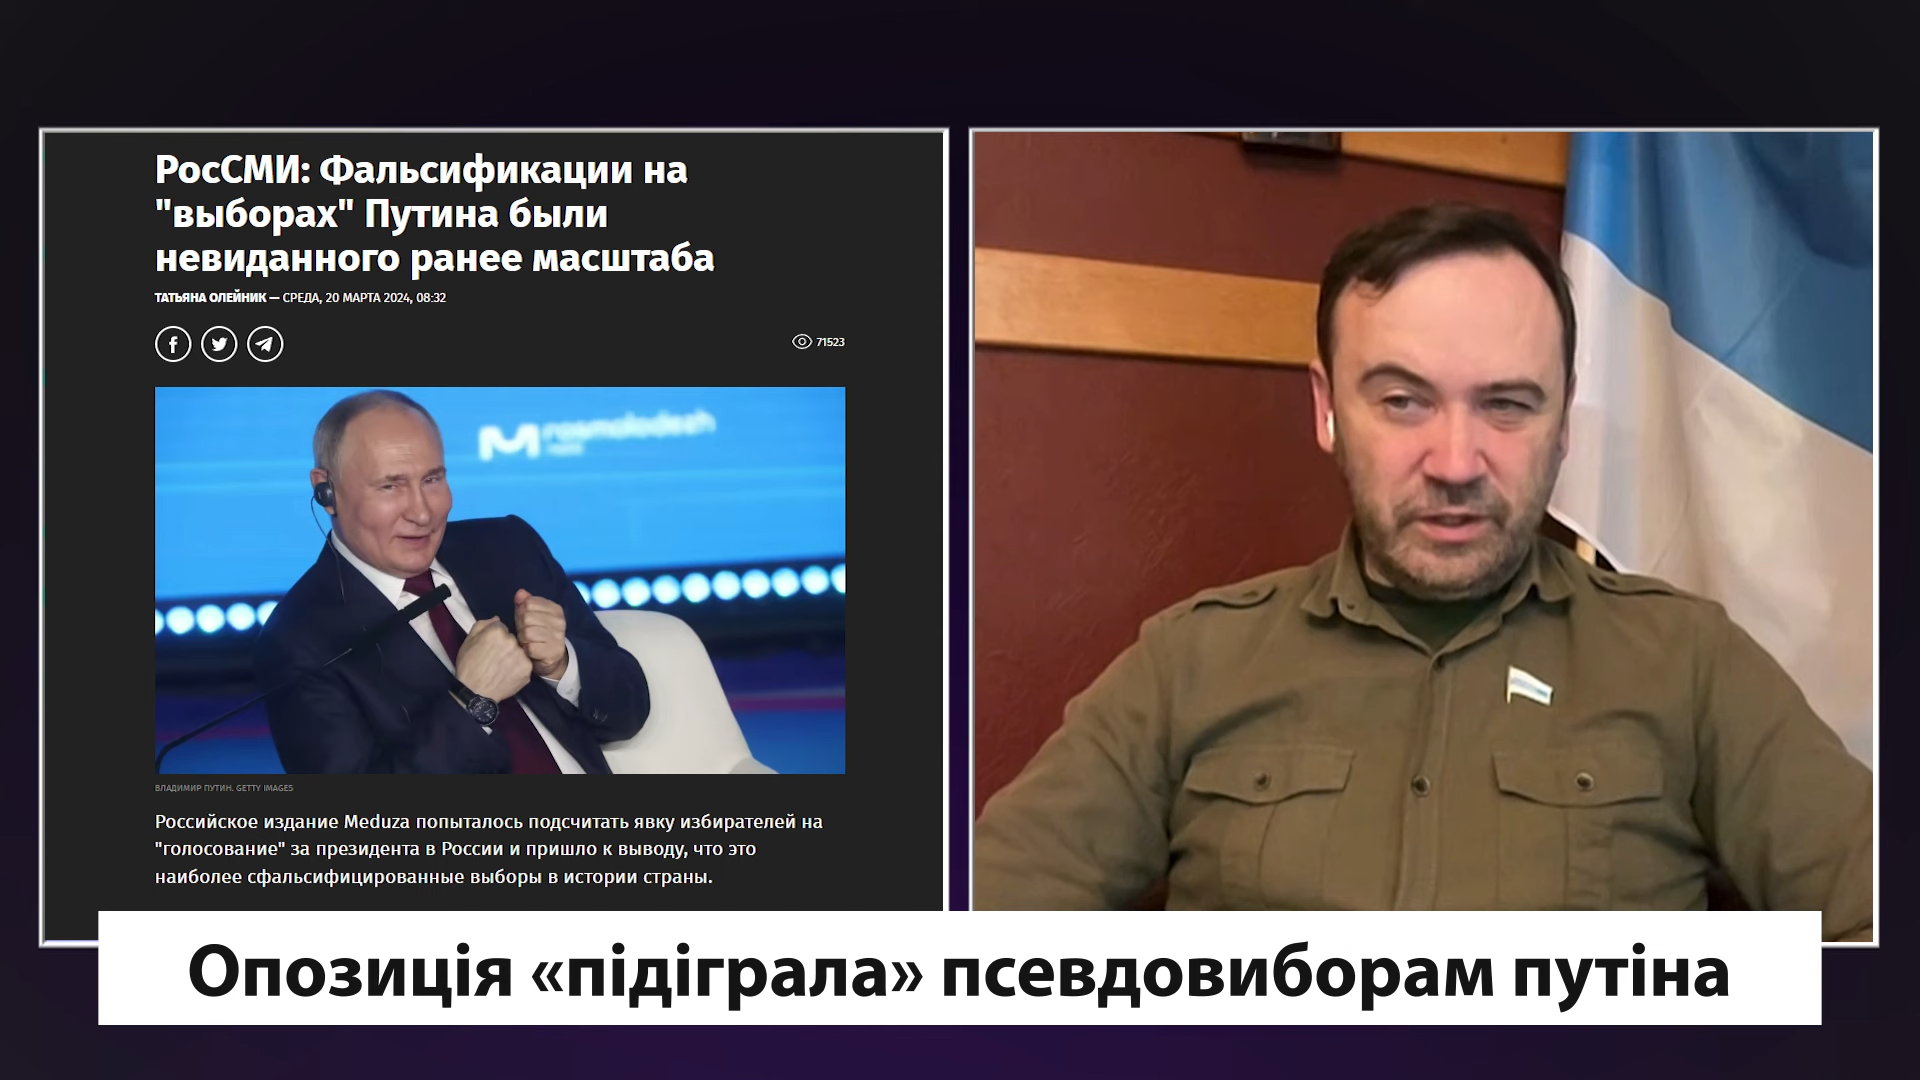 РосСМИ: Фальсификации на
"выборах" Путина были
невиданного ранее масштаба
ТАТЬЯНА ОЛЕЙНИК — СРЕДА, 20 МАРТА 2024, 08:32
71523
rosmolodezh
ВЛАДИМИР ПУТИН. GETTY IMAGES
Российское издание Meduza попыталось подсчитать явку избирателей на
"голосование" за президента в России и пришло к выводу, что это
наиболее сфальсифицированные выборы в истории страны.
Опозиція «підіграла» псевдовиборам путіна